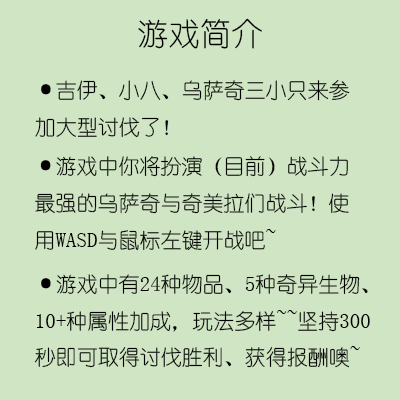 游戏简介
•吉伊、小八、乌萨奇三小只来参
加大型讨伐了!
•游戏中你将扮演（目前）战斗力
最强的乌萨奇与奇美拉们战斗！使
用WASD与鼠标左键开战吧~
•游戏中有24种物品、5种奇异生物、
10+种属性加成，玩法多样~~坚持300
秒即可取得讨伐胜利、获得报酬噢~